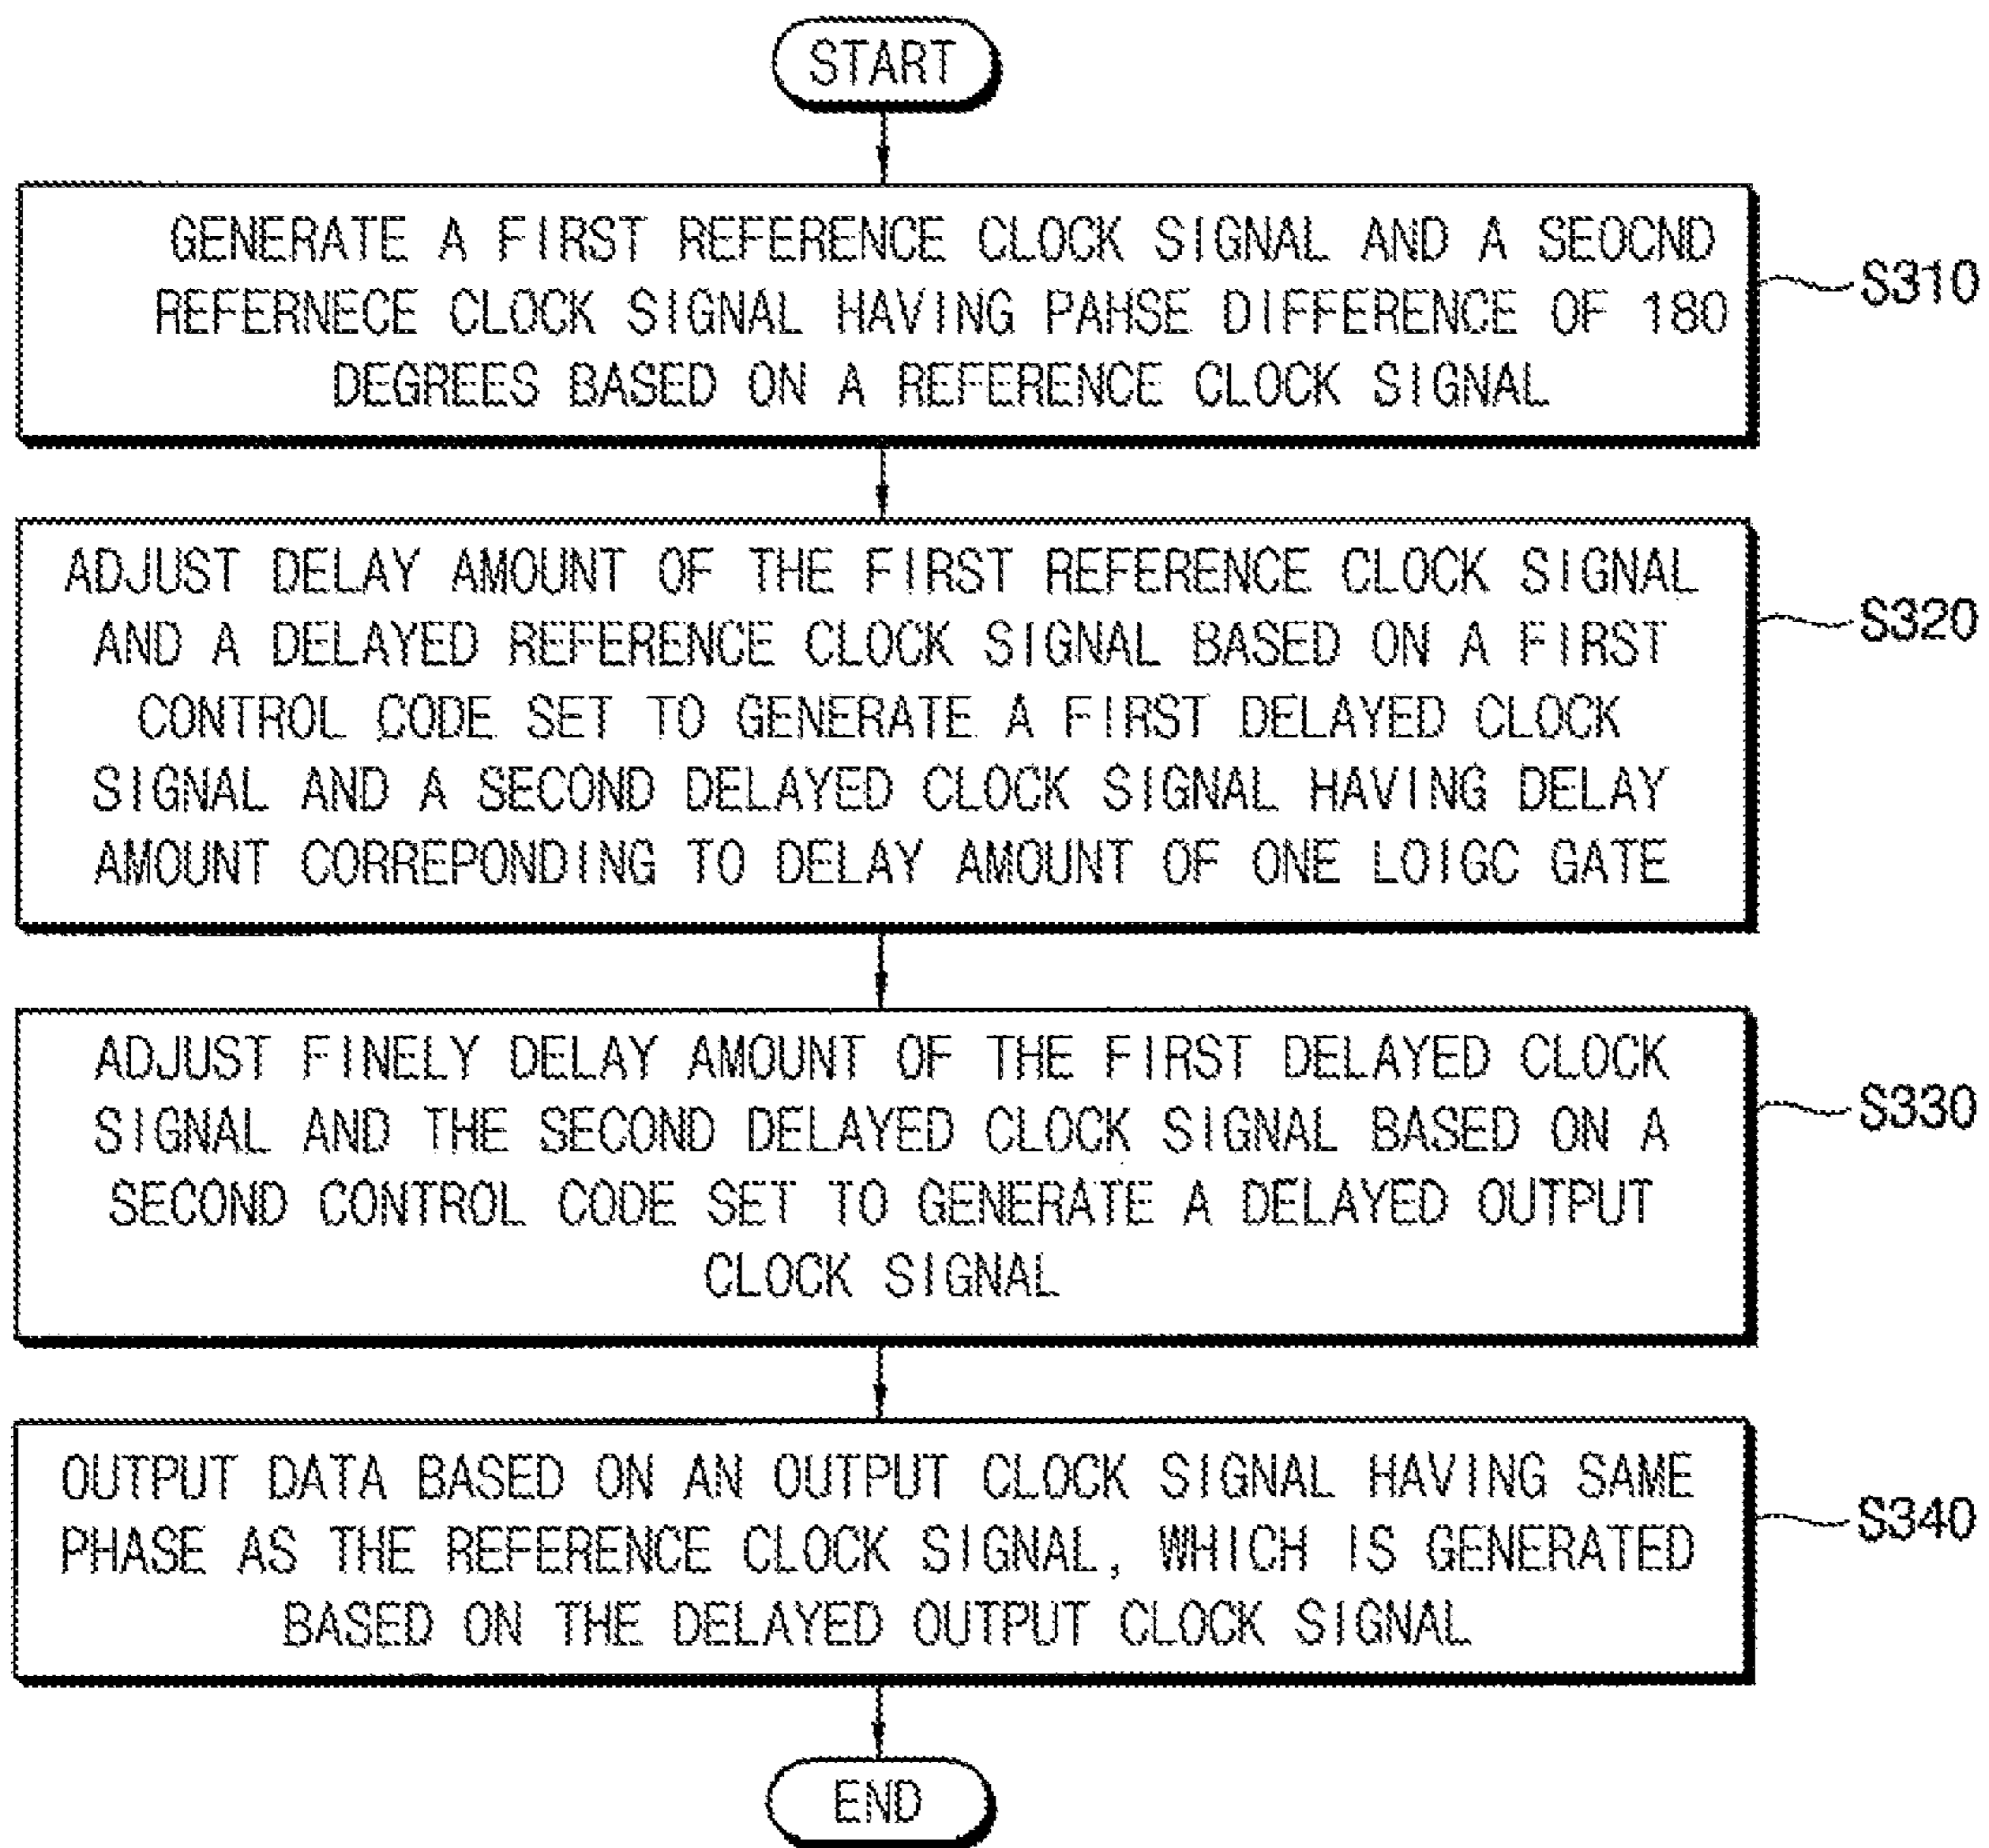 START
GENERATE A FIRST REFERENCE CLOCK SIGNAL AND A SEOCND
REFERNECE CLOCK SIGNAL HAVING PAHSE DIFFERENCE OF 180
DEGREES BASED ON A REFERENCE CLOCK SIGNAL
S310
ADJUST DELAY AMOUNT OF THE FIRST REFERENCE CLOCK SIGNAL
AND A DELAYED REFERENCE CLOCK SIGNAL BASED ON A FIRST
CONTROL CODE SET TO GENERATE A FIRST DELAYED CLOCK
SIGNAL AND A SECOND DELAYED CLOCK SIGNAL HAVING DELAY
AMOUNT CORREPONDING TO DELAY AMOUNT OF ONE LOIGC GATE
S320
ADJUST FINELY DELAY AMOUNT OF THE FIRST DELAYED CLOCK
SIGNAL AND THE SECOND DELAYED CLOCK SIGNAL BASED ON A
SECOND CONTROL CODE SET TO GENERATE A DELAYED OUTPUT
CLOCK SIGNAL
S330
OUTPUT DATA BASED ON AN OUTPUT CLOCK SIGNAL HAVING SAME
PHASE AS THE REFERENCE CLOCK SIGNAL, WHICH IS GENERATED
BASED ON THE DELAYED OUTPUT CLOCK SIGNAL
S340
END